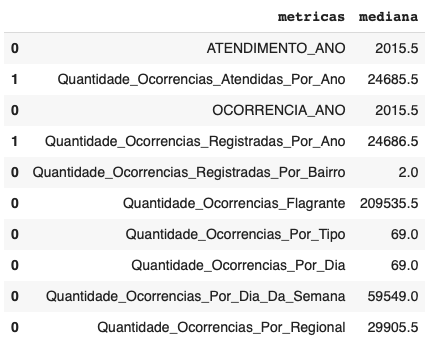 metricas mediana
0 ATENDIMENTO_ANO 2015.5
1 Quantidade_Ocorrencias_Atendidas_Por_Ano 24685.5
0 OCORRENCIA_ANO 2015.5
1 Quantidade_Ocorrencias_Registradas_Por_Ano 24686.5
0 Quantidade_Ocorrencias_Registradas_Por_Bairro 2.0
0 Quantidade_Ocorrencias_Flagrante 209535.5
0 Quantidade_Ocorrencias_Por_Tipo 69.0
0 Quantidade_Ocorrencias_Por_Dia 69.0
0 Quantidade_Ocorrencias_Por_Dia_Da_Semana 59549.0
0 Quantidade_Ocorrencias_Por_Regional 29905.5